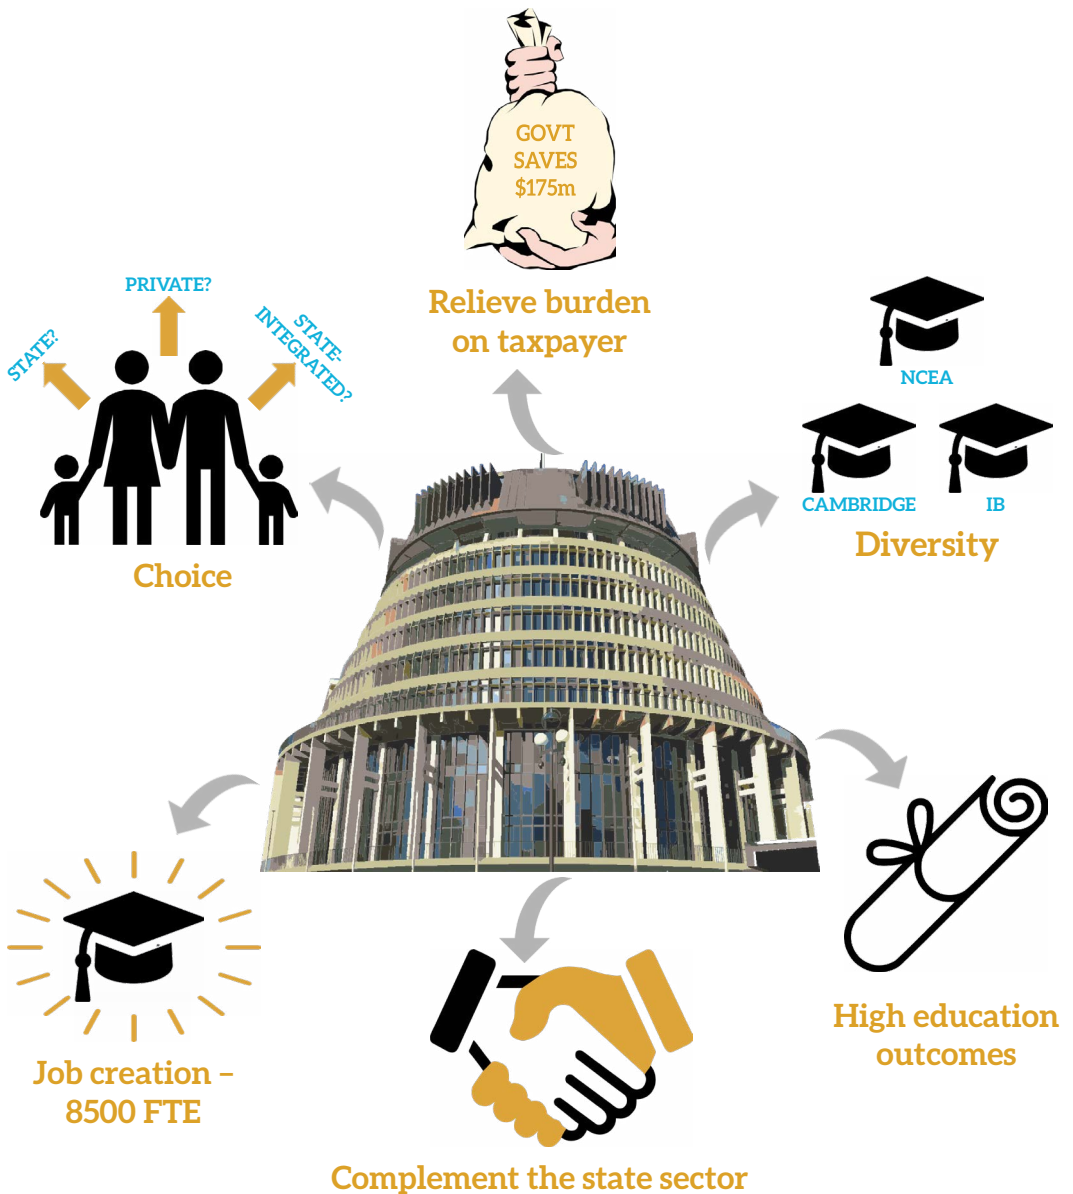 GOVT
SAVES
$175m
Relieve burden
on taxpayer
PRIVATE?
STATE?
STATE-
INTEGRATED?
Choice
NCEA
CAMBRIDGE
IB
Diversity
High education
outcomes
Job creation –
8500 FTE
Complement the state sector